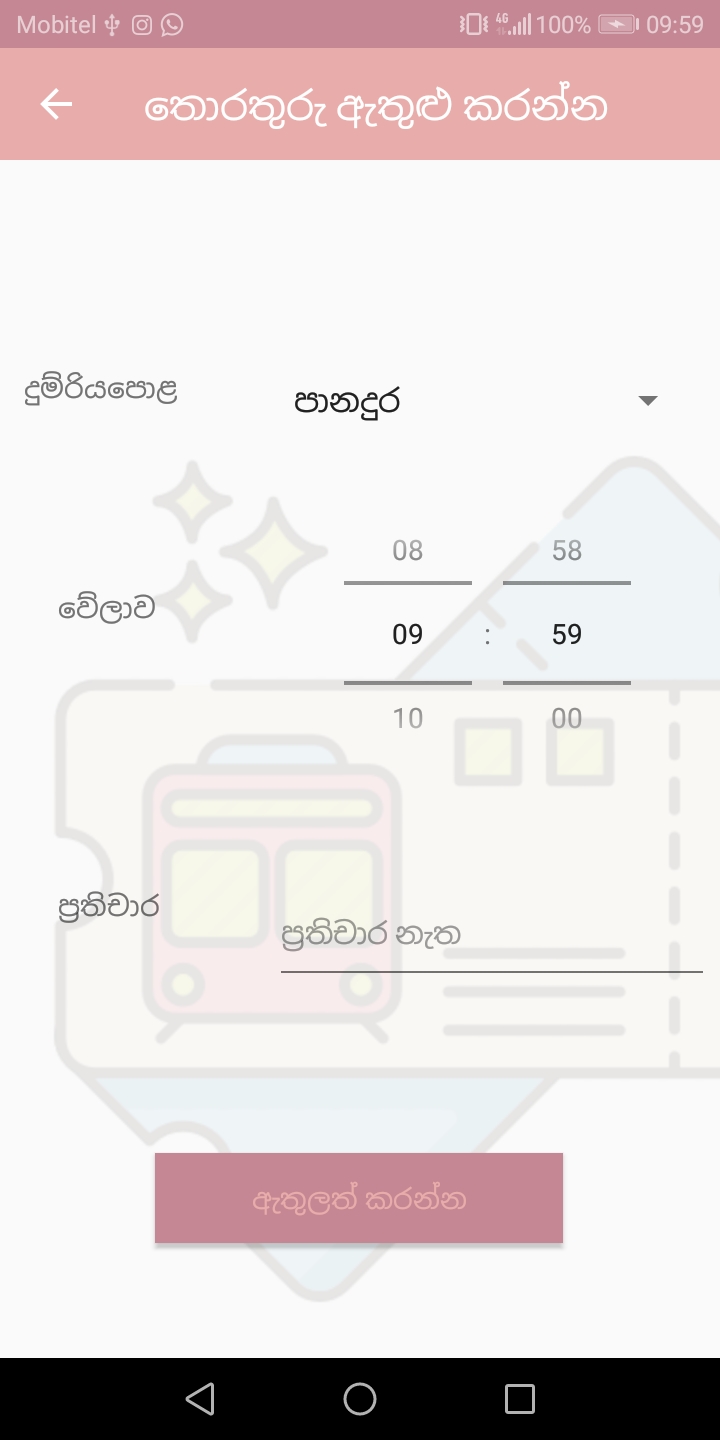 Mobitel 4G 100% 09:59
තොරතුරු ඇතුළු කරන්න
දුම්රියපොළ
පානදුර
08 58
වේලාව
09 : 59
10 00
ප්‍රතිචාර
ප්‍රතිචාර නැත
ඇතුලත් කරන්න